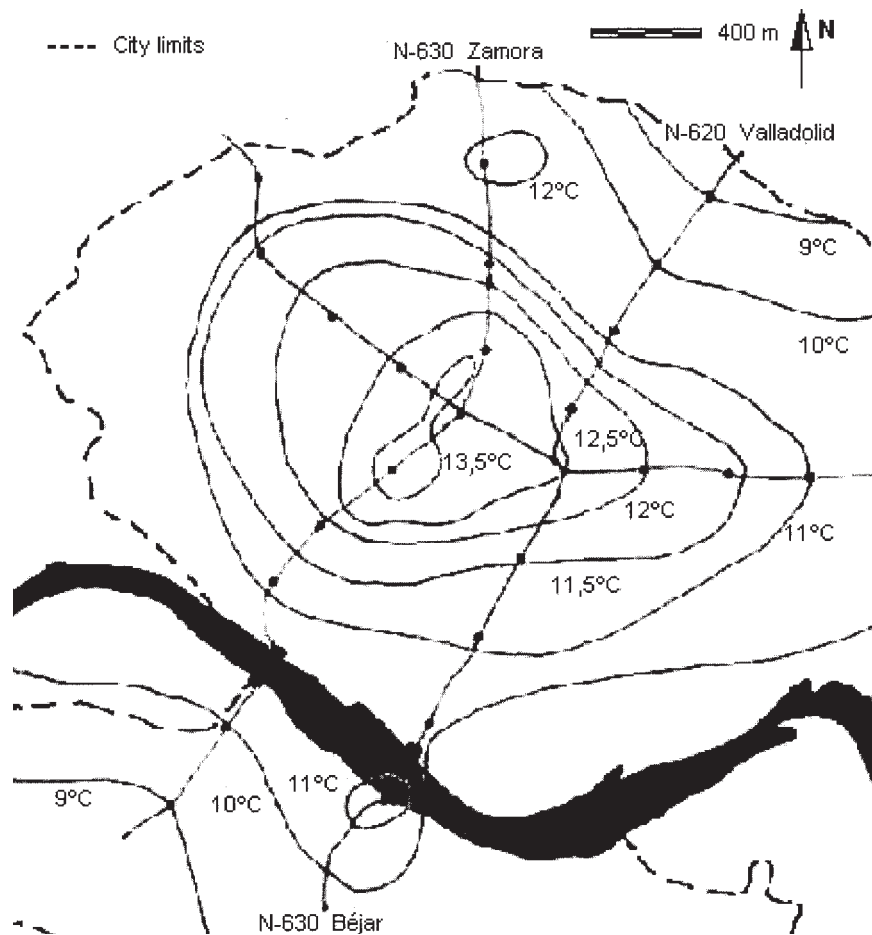 City limits
400 m
N
N-630 Zamora
N-620 Valladolid
12°C
9°C
10°C
12,5°C
13,5°C
12°C
11°C
11,5°C
11°C
9°C
10°C
N-630 Béjar